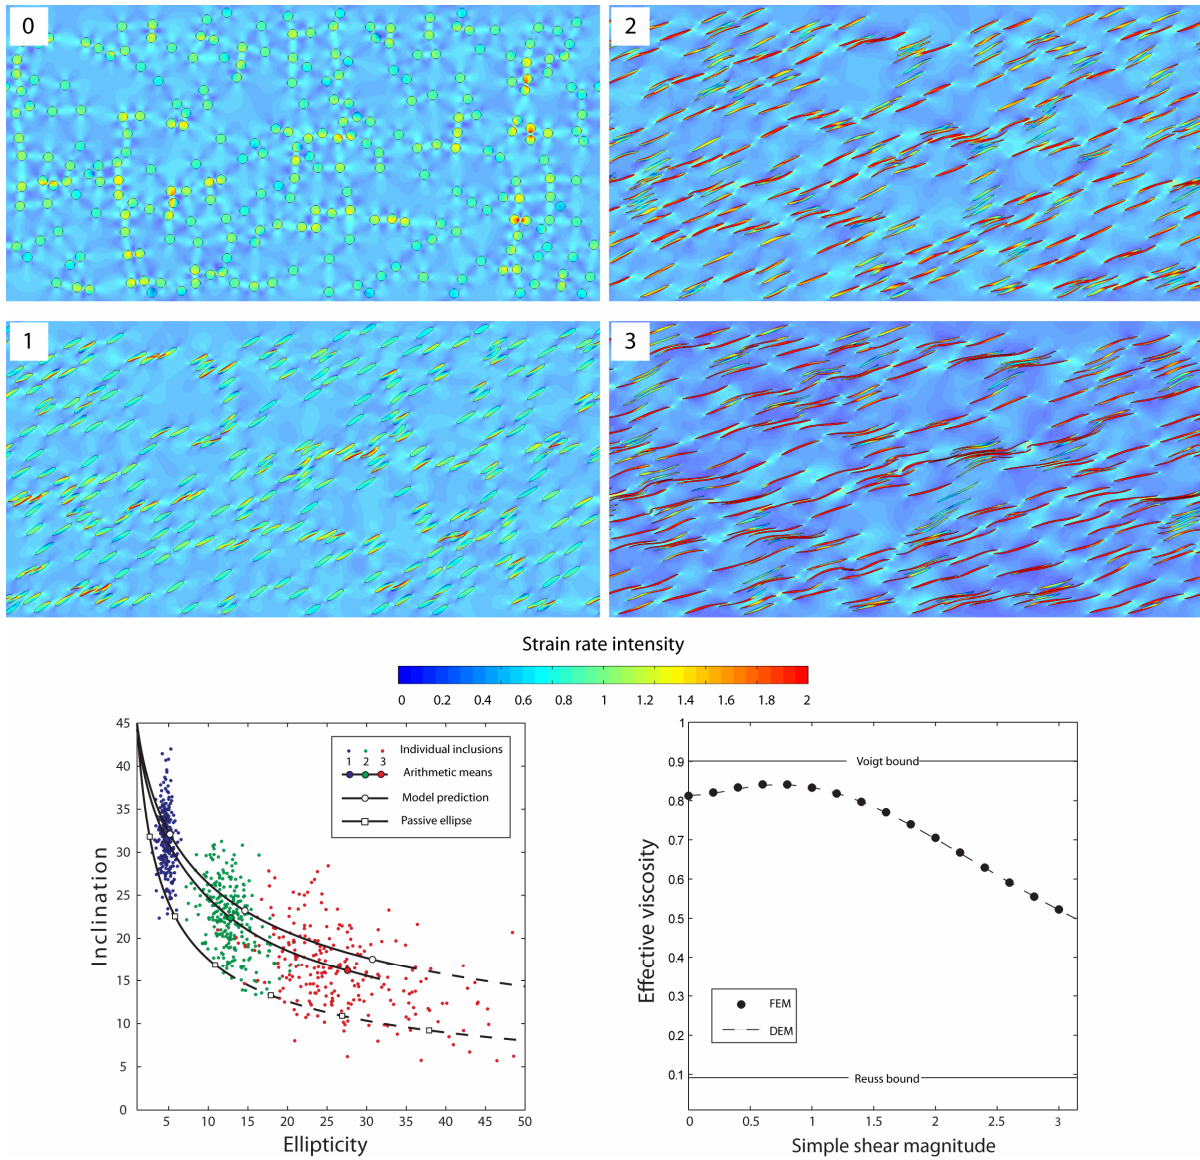 0
2
1
3
Strain rate intensity
0 0.2 0.4 0.6 0.8 1 1.2 1.4 1.6 1.8 2
45
40
35
30
25
20
15
10
5
0
Inclination
Individual inclusions
1 2 3
Arithmetic means
Model prediction
Passive ellipse
5 10 15 20 25 30 35 40 45 50
Ellipticity
1
0.9
0.8
0.7
0.6
0.5
0.4
0.3
0.2
0.1
Effective viscosity
Voigt bound
FEM
DEM
Reuss bound
0 0.5 1 1.5 2 2.5 3
Simple shear magnitude